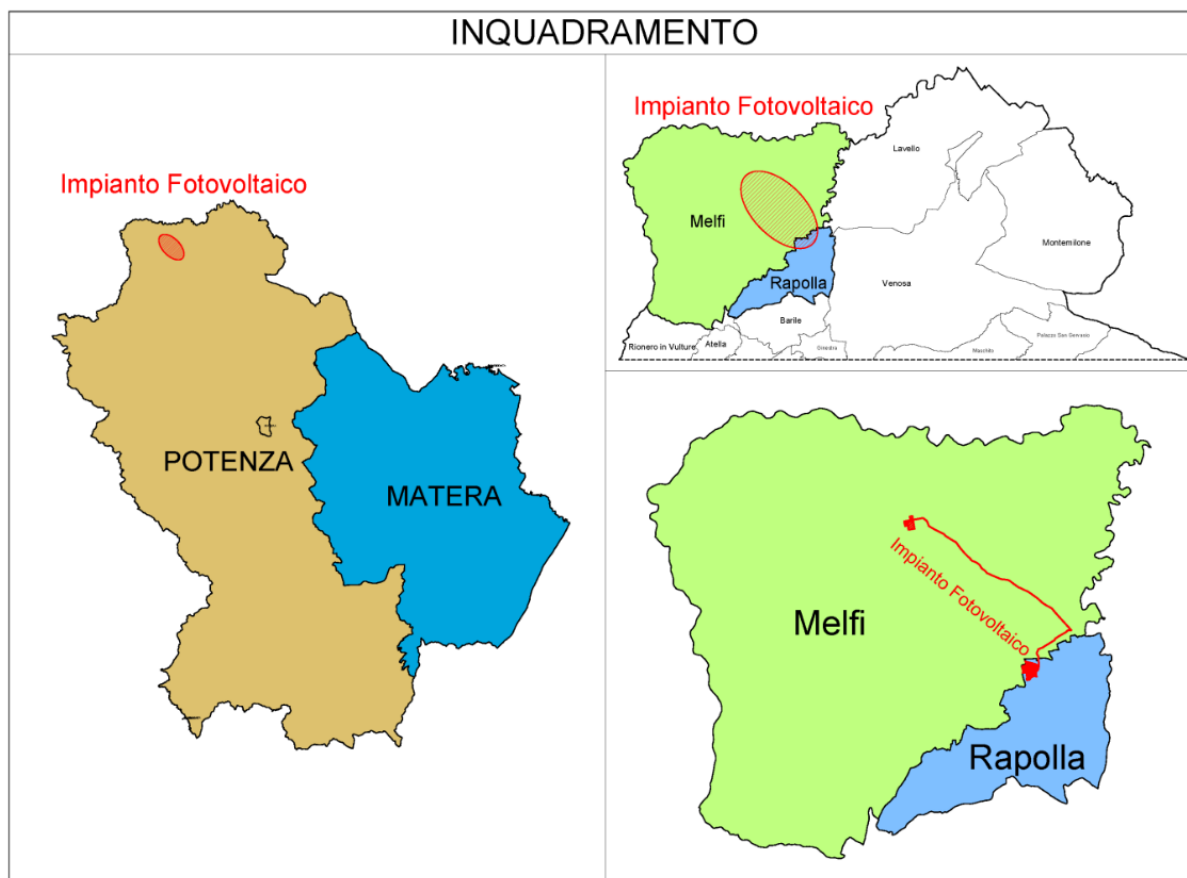 INQUADRAMENTO
Impianto Fotovoltaico
POTENZA
MATERA
Impianto Fotovoltaico
Lavello
Melfi
Montemilone
Rapolla
Venosa
Barile
Rionero in Vulture
Atella
Ginestra
Maschito
Palazzo San Gervasio
Impianto Fotovoltaico
Melfi
Rapolla